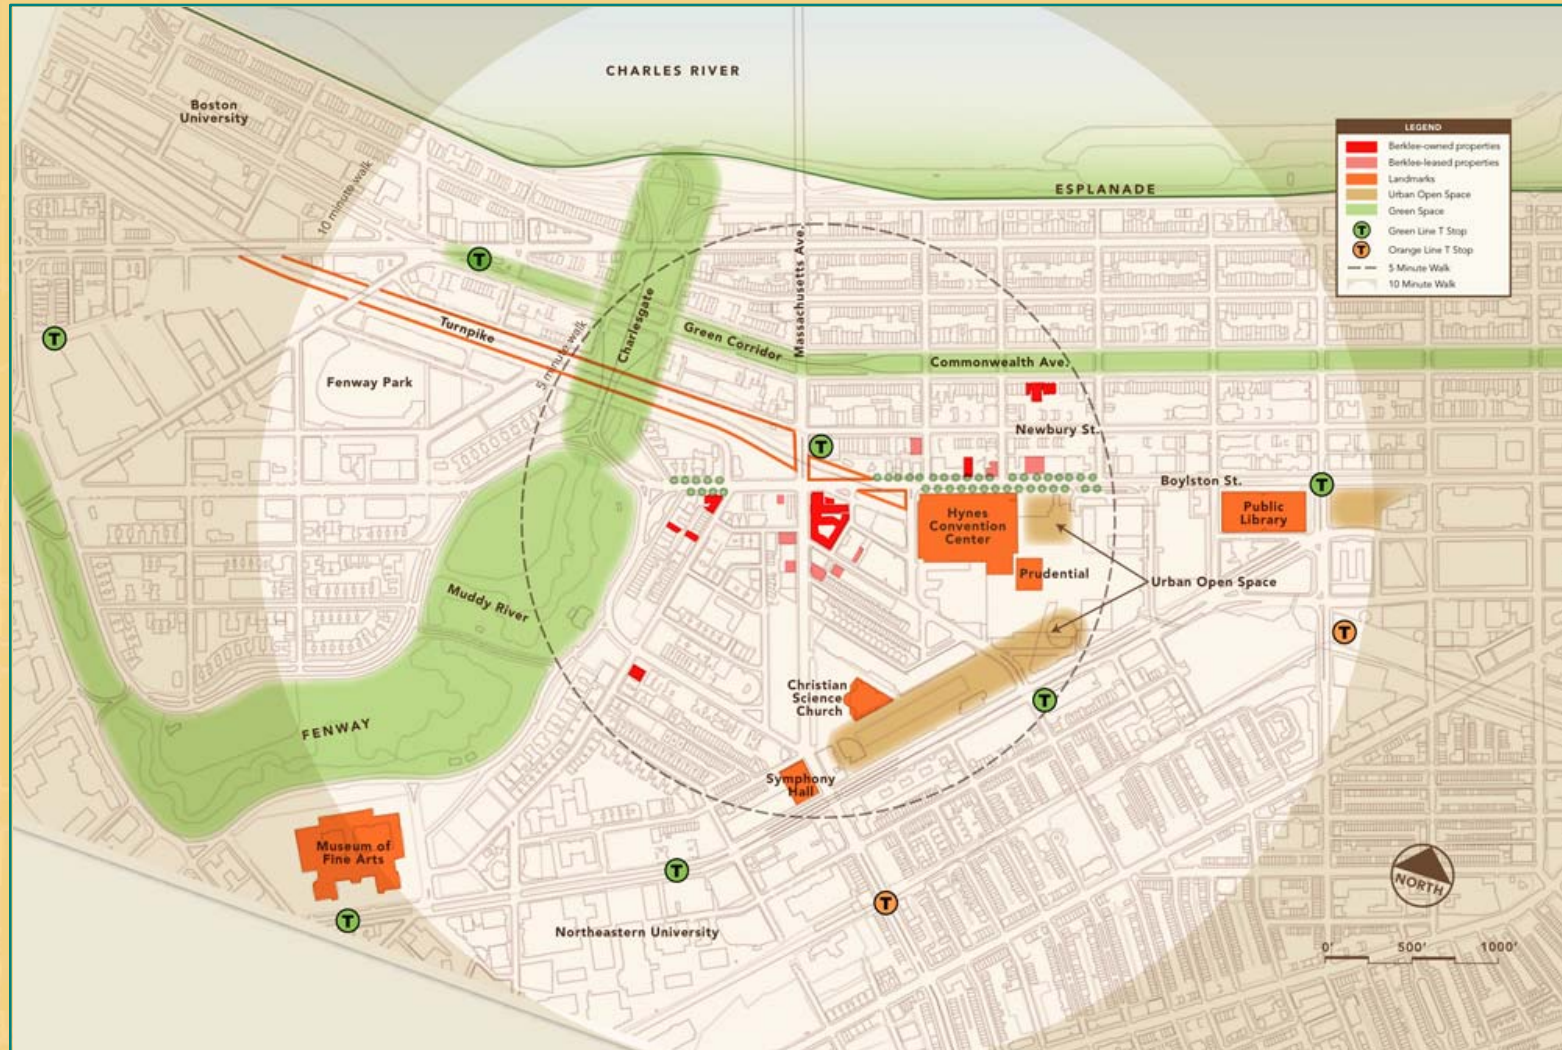 CHARLES RIVER
Boston
University
10 minute walk
ESPLANADE
LEGEND
Berklee-owned properties
Berklee-leased properties
Landmarks
Urban Open Space
Green Space
T Green Line T Stop
T Orange Line T Stop
5 Minute Walk
10 Minute Walk
T
T
Massachusetts Ave.
Charlesgate
Turnpike
5 minute walk
Green Corridor
Commonwealth Ave.
Fenway Park
Newbury St.
T
Boylston St.
T
Hynes
Convention
Center
Public
Library
Prudential
Urban Open Space
Muddy River
T
Christian
Science
Church
T
FENWAY
Symphony
Hall
Museum of
Fine Arts
T
T
T
Northeastern University
NORTH
0' 500' 1000'